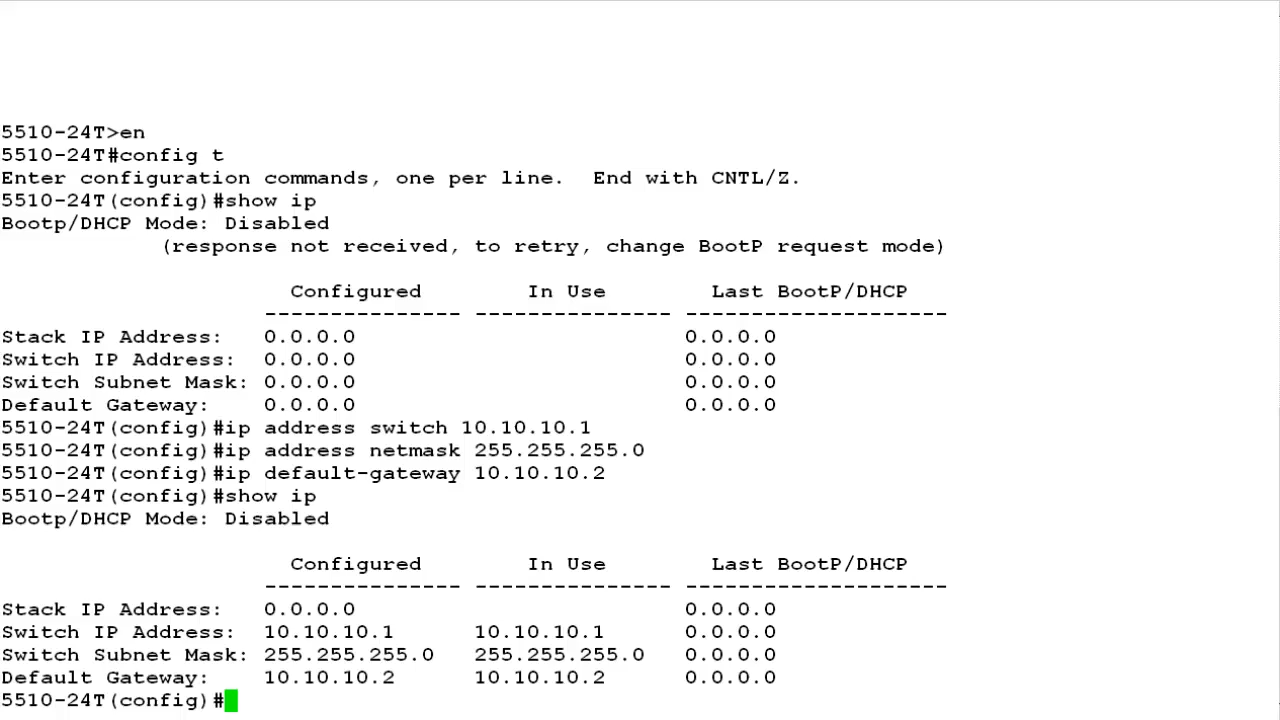 5510-24T>en
5510-24T#config t
Enter configuration commands, one per line.  End with CNTL/Z.
5510-24T(config)#show ip
Bootp/DHCP Mode: Disabled
(response not received, to retry, change BootP request mode)
Configured In Use Last BootP/DHCP
--------------- --------------- --------------------
Stack IP Address: 0.0.0.0 0.0.0.0
Switch IP Address: 0.0.0.0 0.0.0.0
Switch Subnet Mask: 0.0.0.0 0.0.0.0
Default Gateway: 0.0.0.0 0.0.0.0
5510-24T(config)#ip address switch 10.10.10.1
5510-24T(config)#ip address netmask 255.255.255.0
5510-24T(config)#ip default-gateway 10.10.10.2
5510-24T(config)#show ip
Bootp/DHCP Mode: Disabled
Configured In Use Last BootP/DHCP
--------------- --------------- --------------------
Stack IP Address: 0.0.0.0 0.0.0.0
Switch IP Address: 10.10.10.1 10.10.10.1 0.0.0.0
Switch Subnet Mask: 255.255.255.0 255.255.255.0 0.0.0.0
Default Gateway: 10.10.10.2 10.10.10.2 0.0.0.0
5510-24T(config)#